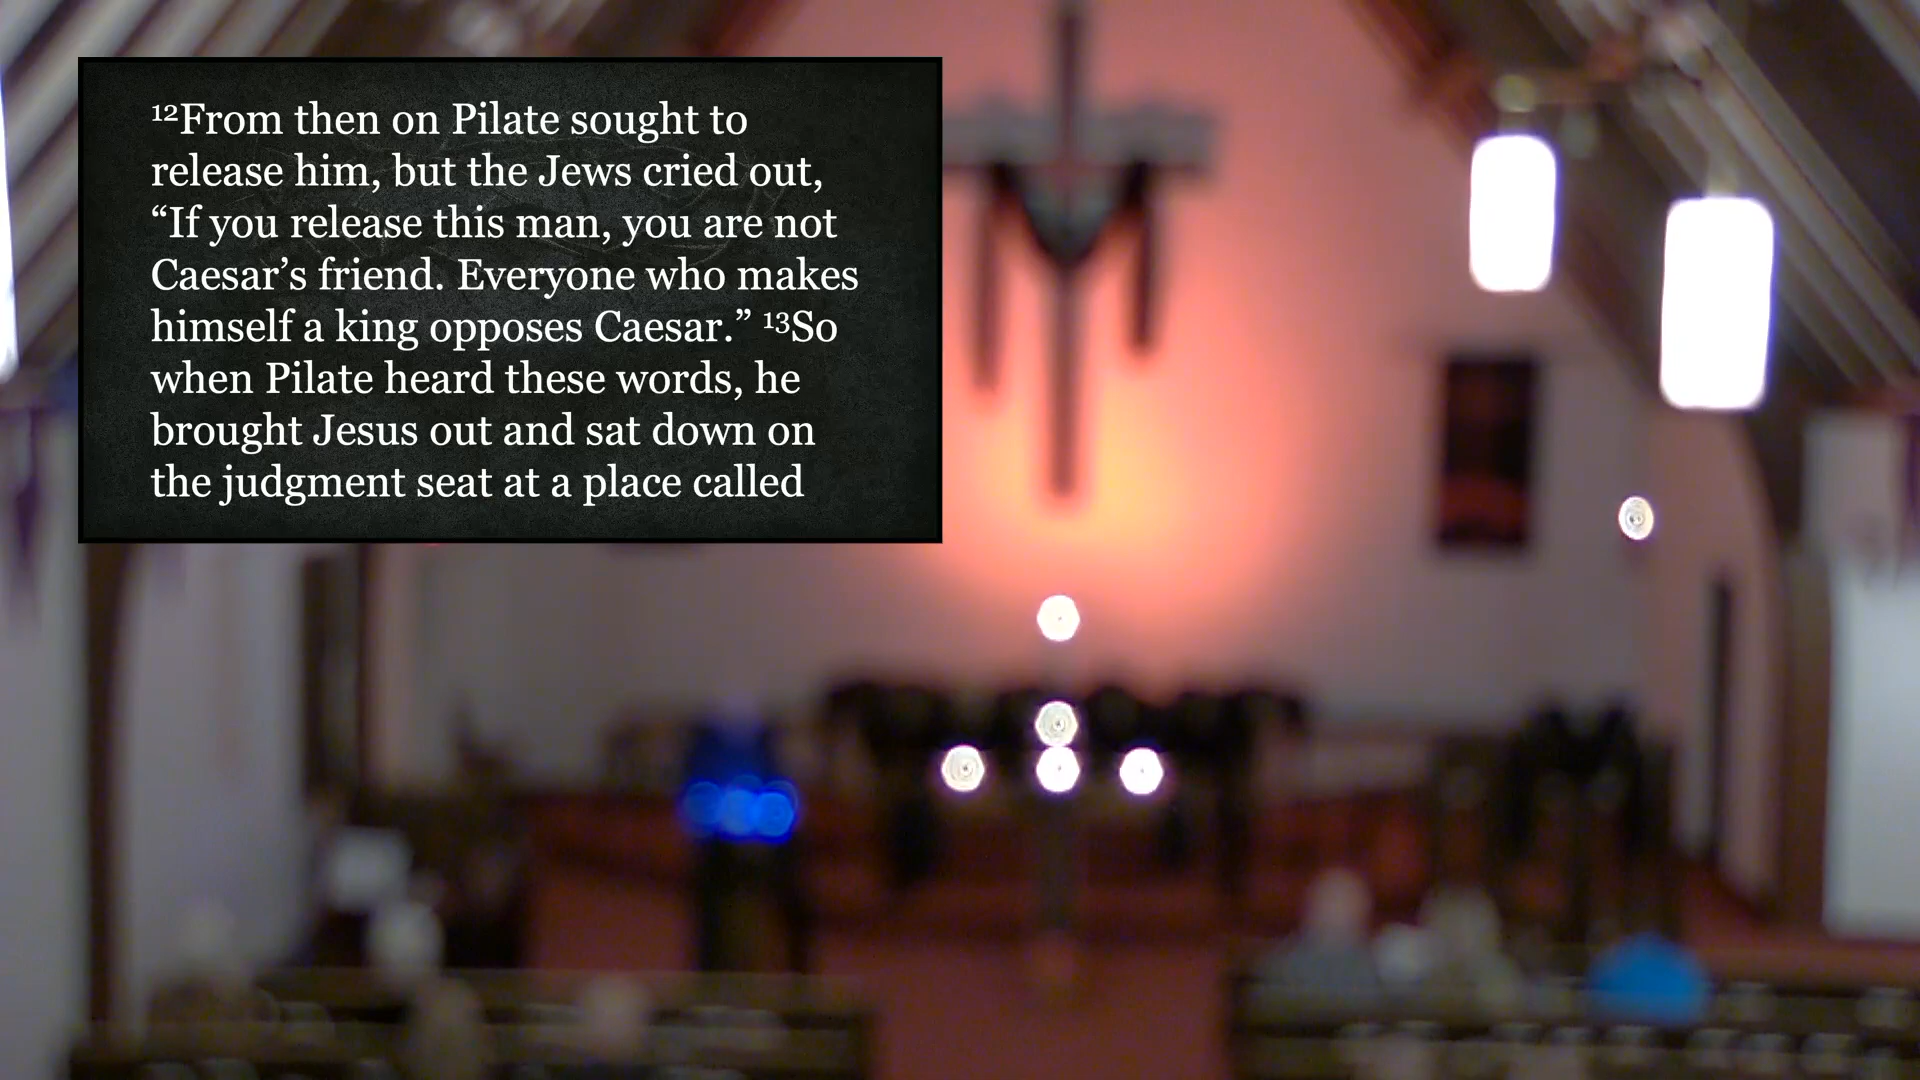 ¹²From then on Pilate sought to
release him, but the Jews cried out,
“If you release this man, you are not
Caesar’s friend. Everyone who makes
himself a king opposes Caesar.” ¹³So
when Pilate heard these words, he
brought Jesus out and sat down on
the judgment seat at a place called